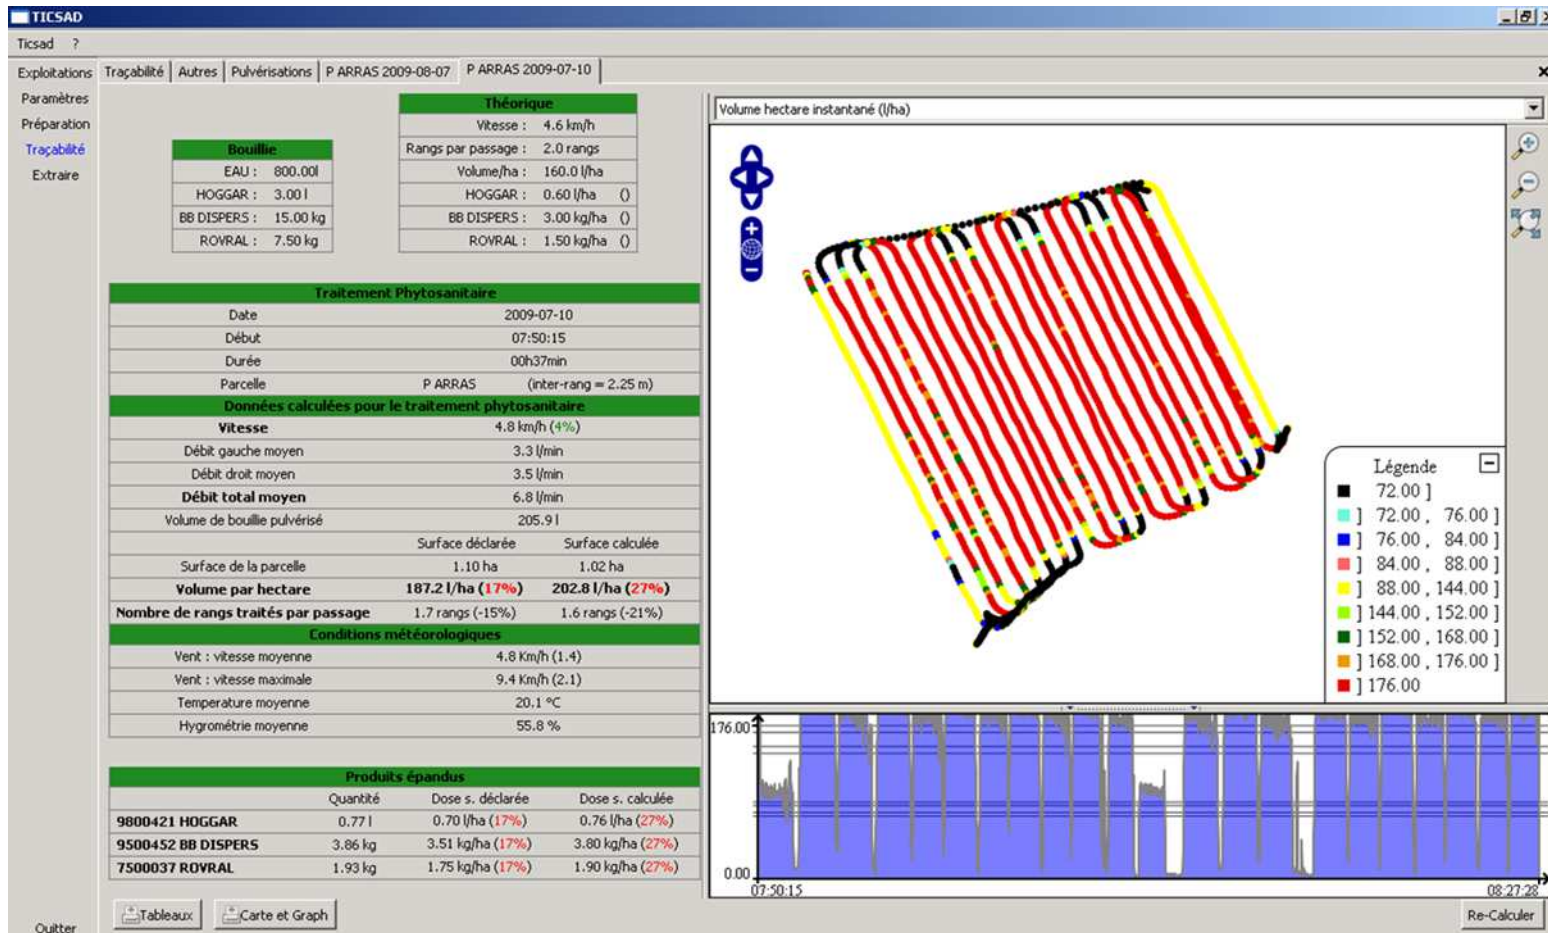 TICSAD
Ticsad ?
Exploitations
Paramètres
Préparation
Traçabilité
Extraire
Quitter
Traçabilité Autres Pulvérisations P ARRAS 2009-08-07 P ARRAS 2009-07-10
Bouillie
EAU : 800.00l
HOGGAR : 3.00 l
BB DISPERS : 15.00 kg
ROVRAL : 7.50 kg
Théorique
Vitesse : 4.6 km/h
Rangs par passage : 2.0 rangs
Volume/ha : 160.0 l/ha
HOGGAR : 0.60 l/ha ()
BB DISPERS : 3.00 kg/ha ()
ROVRAL : 1.50 kg/ha ()
Traitement Phytosanitaire
Date 2009-07-10
Début 07:50:15
Durée 00h37min
Parcelle P ARRAS (inter-rang = 2.25 m)
Données calculées pour le traitement phytosanitaire
Vitesse 4.8 km/h (4%)
Débit gauche moyen 3.3 l/min
Débit droit moyen 3.5 l/min
Débit total moyen 6.8 l/min
Volume de bouillie pulvérisé 205.9 l
Surface déclarée Surface calculée
Surface de la parcelle 1.10 ha 1.02 ha
Volume par hectare 187.2 l/ha (17%) 202.8 l/ha (27%)
Nombre de rangs traités par passage 1.7 rangs (-15%) 1.6 rangs (-21%)
Conditions météorologiques
Vent : vitesse moyenne 4.8 Km/h (1.4)
Vent : vitesse maximale 9.4 Km/h (2.1)
Temperature moyenne 20.1 °C
Hygrométrie moyenne 55.8 %
Produits épandus
Quantité Dose s. déclarée Dose s. calculée
9800421 HOGGAR 0.77 l 0.70 l/ha (17%) 0.76 l/ha (27%)
9500452 BB DISPERS 3.86 kg 3.51 kg/ha (17%) 3.80 kg/ha (27%)
7500037 ROVRAL 1.93 kg 1.75 kg/ha (17%) 1.90 kg/ha (27%)
Tableaux Carte et Graph
Volume hectare instantané (l/ha)
Légende
72.00 ]
] 72.00 , 76.00 ]
] 76.00 , 84.00 ]
] 84.00 , 88.00 ]
] 88.00 , 144.00 ]
] 144.00 , 152.00 ]
] 152.00 , 168.00 ]
] 168.00 , 176.00 ]
] 176.00
176.00
0.00
07:50:15 08:27:28
Re-Calculer